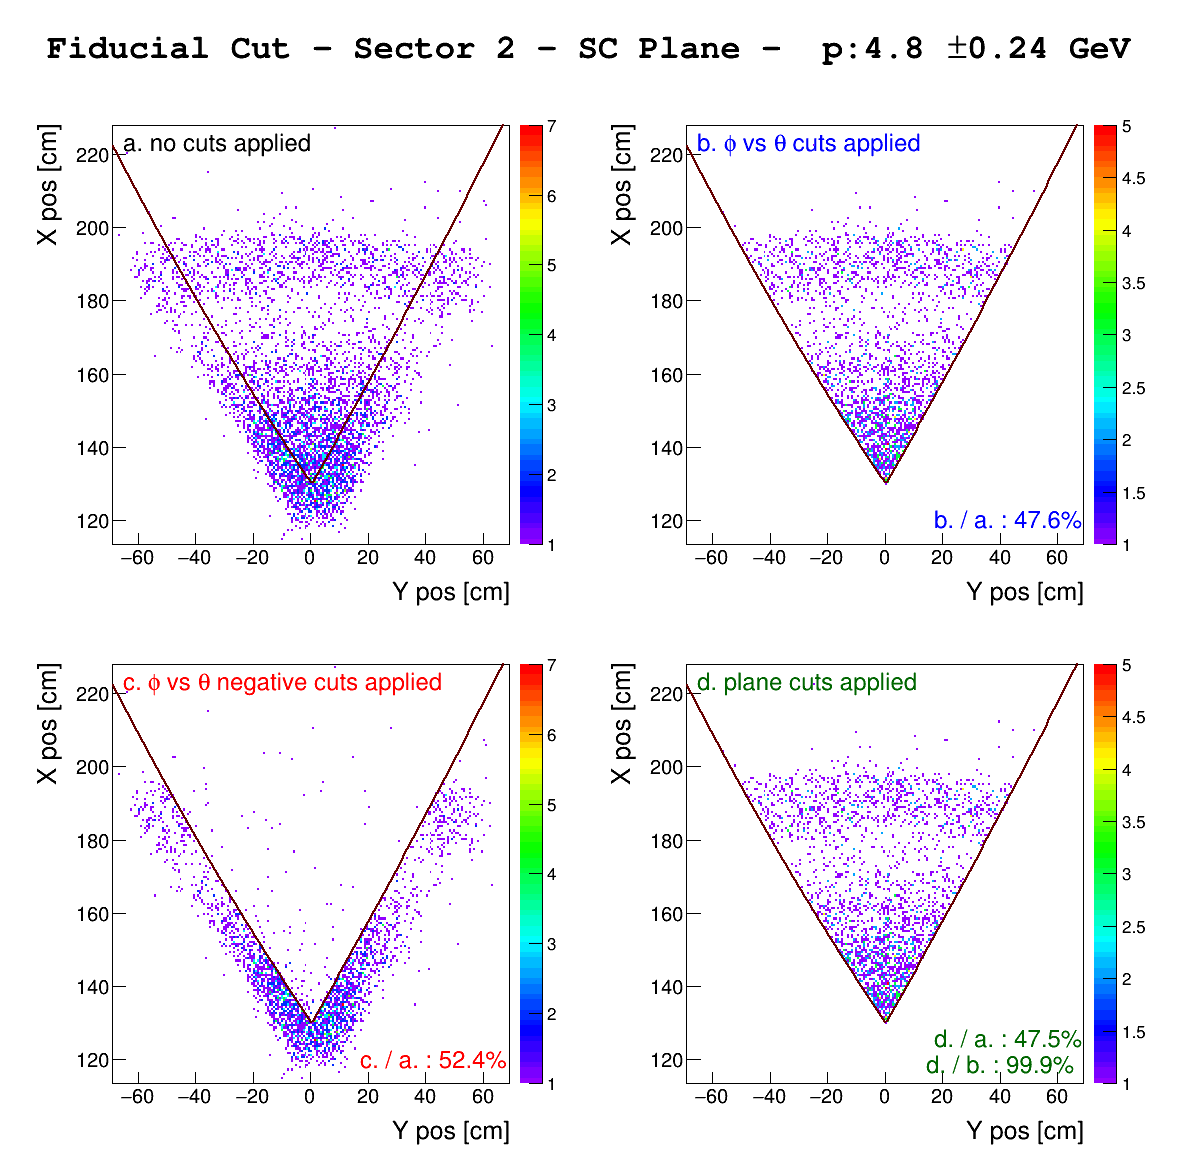 Fiducial Cut − Sector 2 − SC Plane −  p:4.8 ±0.24 GeV
X pos [cm]
a. no cuts applied
220
200
180
160
140
120
−60 −40 −20 0 20 40 60
Y pos [cm]
7
6
5
4
3
2
1
X pos [cm]
b. ϕ vs θ cuts applied
220
200
180
160
140
120
b. / a. : 47.6%
−60 −40 −20 0 20 40 60
Y pos [cm]
5
4.5
4
3.5
3
2.5
2
1.5
1
X pos [cm]
c. ϕ vs θ negative cuts applied
220
200
180
160
140
120
c. / a. : 52.4%
−60 −40 −20 0 20 40 60
Y pos [cm]
7
6
5
4
3
2
1
X pos [cm]
d. plane cuts applied
220
200
180
160
140
120
d. / a. : 47.5%
d. / b. : 99.9%
−60 −40 −20 0 20 40 60
Y pos [cm]
5
4.5
4
3.5
3
2.5
2
1.5
1